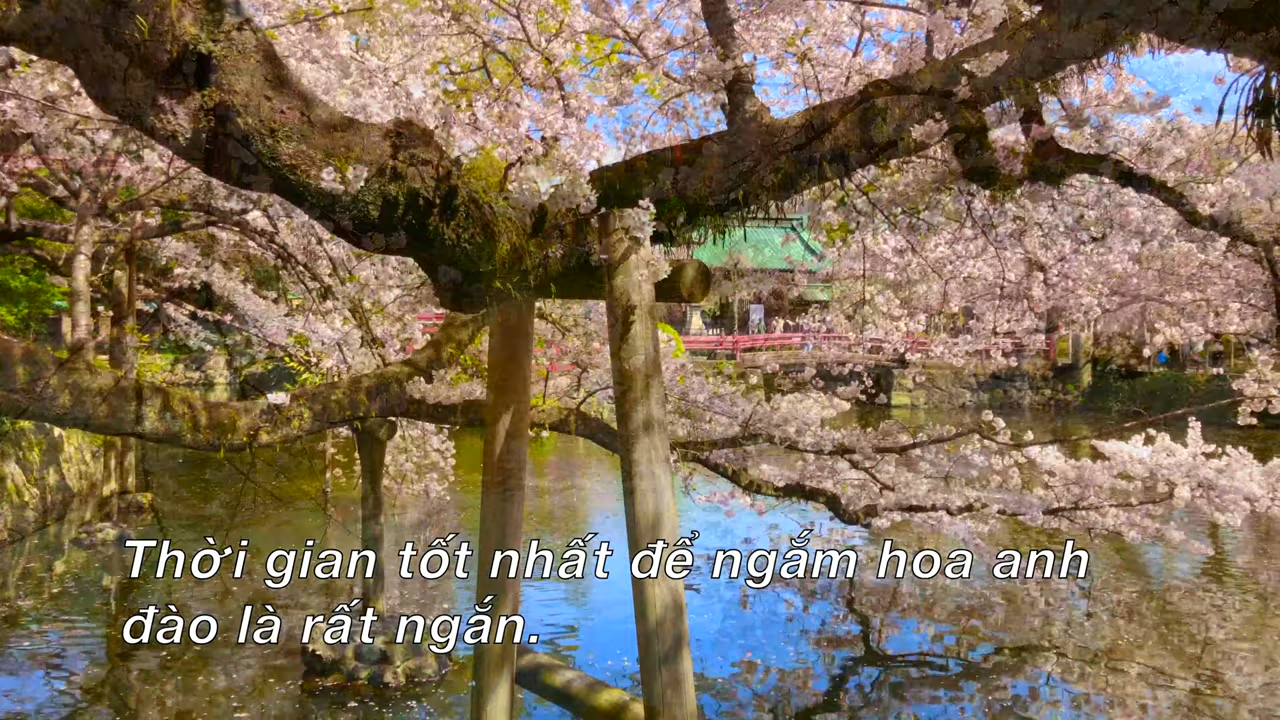 Thời gian tốt nhất để ngắm hoa anh
đào là rất ngắn.